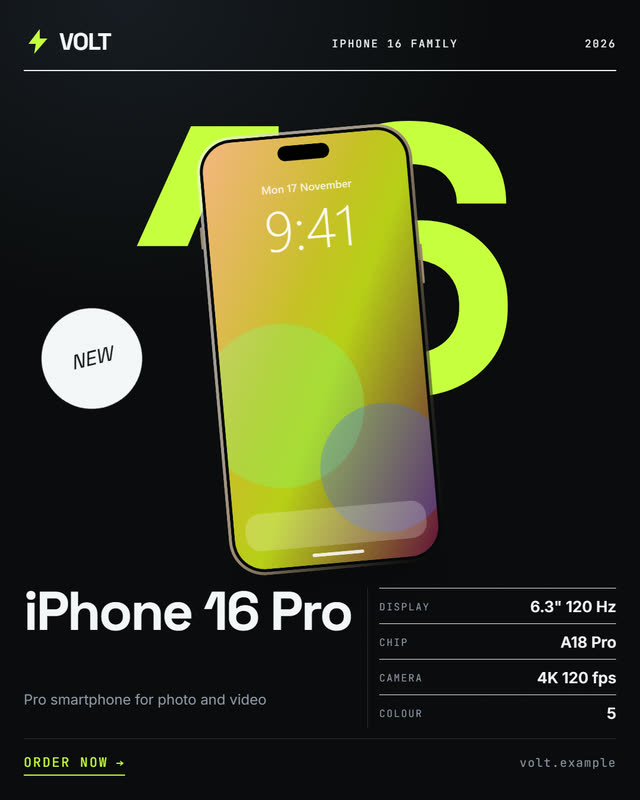 VOLT
IPHONE 16 FAMILY
2026
16
Mon 17 November
9:41
NEW
iPhone 16 Pro
Pro smartphone for photo and video
DISPLAY 6.3" 120 Hz
CHIP A18 Pro
CAMERA 4K 120 fps
COLOUR 5
ORDER NOW →
volt.example